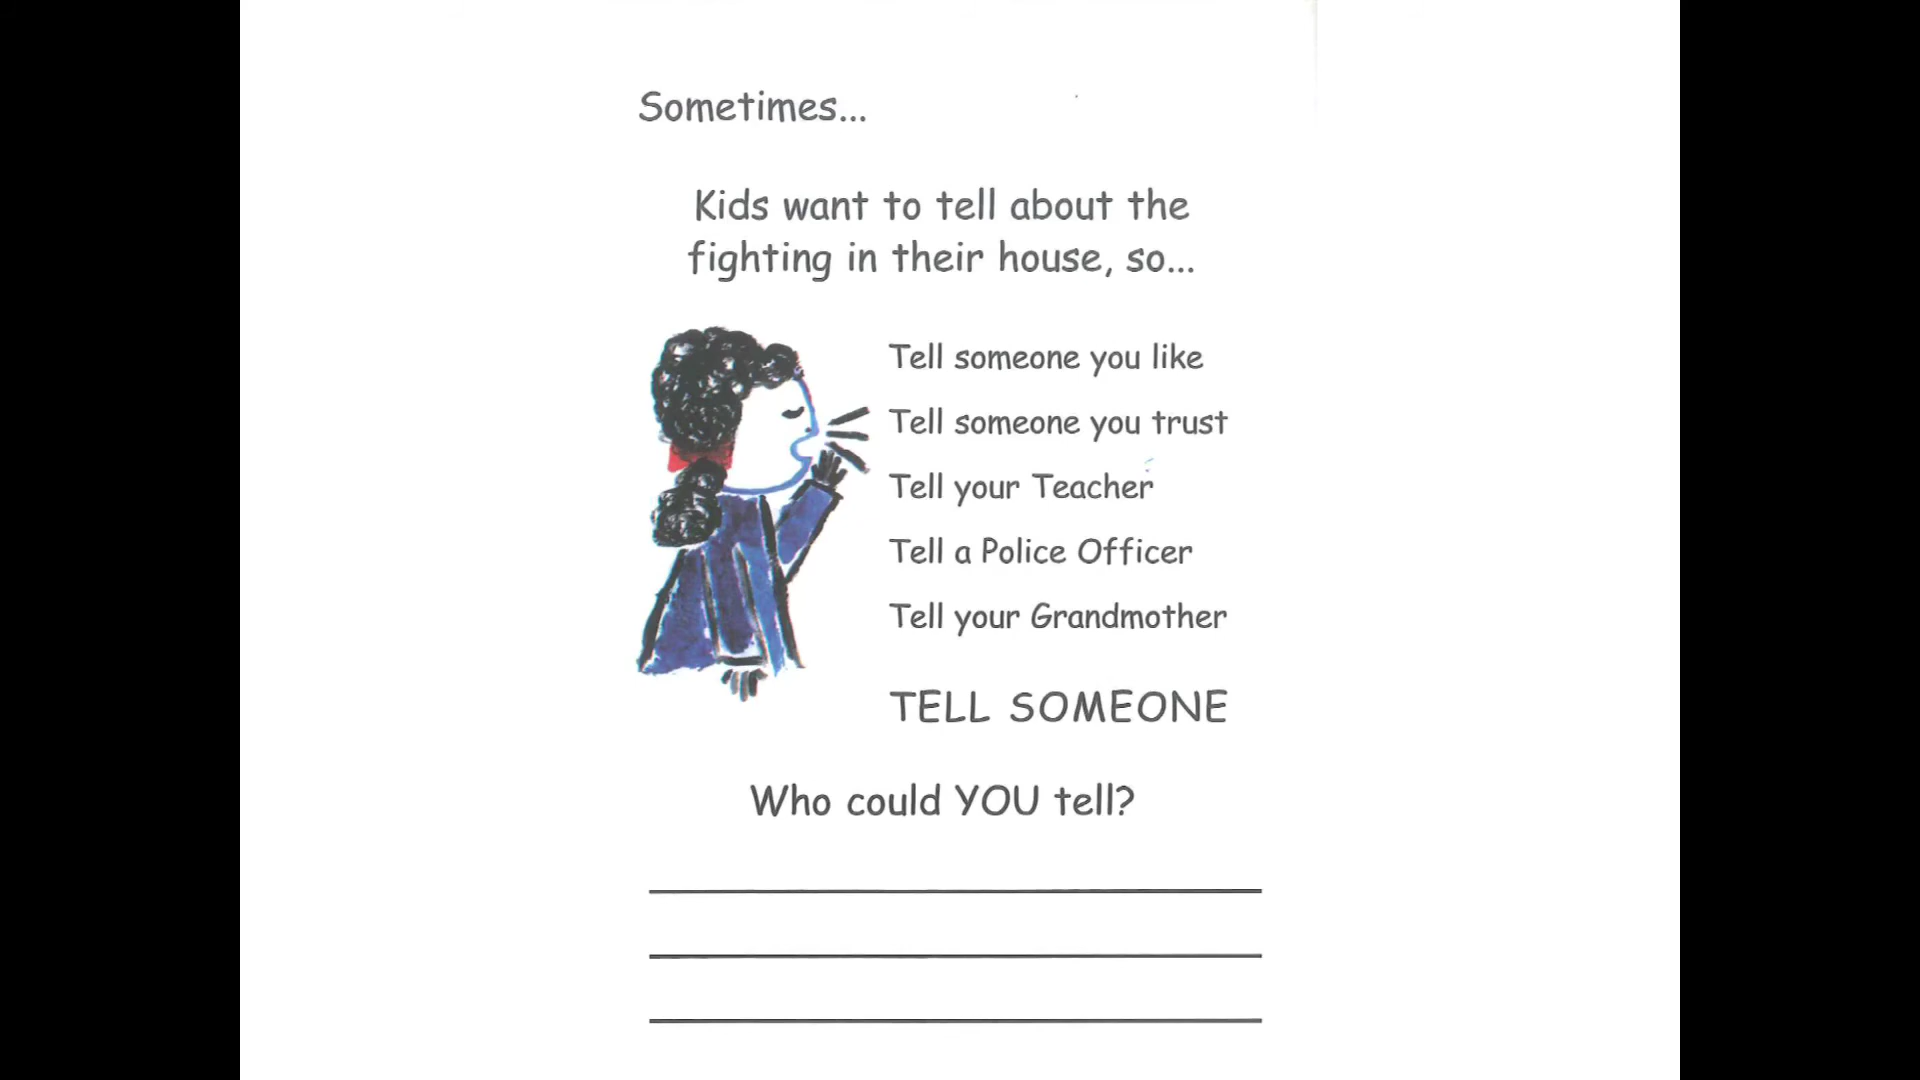 Sometimes...
Kids want to tell about the
fighting in their house, so...
Tell someone you like
Tell someone you trust
Tell your Teacher
Tell a Police Officer
Tell your Grandmother
TELL SOMEONE
Who could YOU tell?